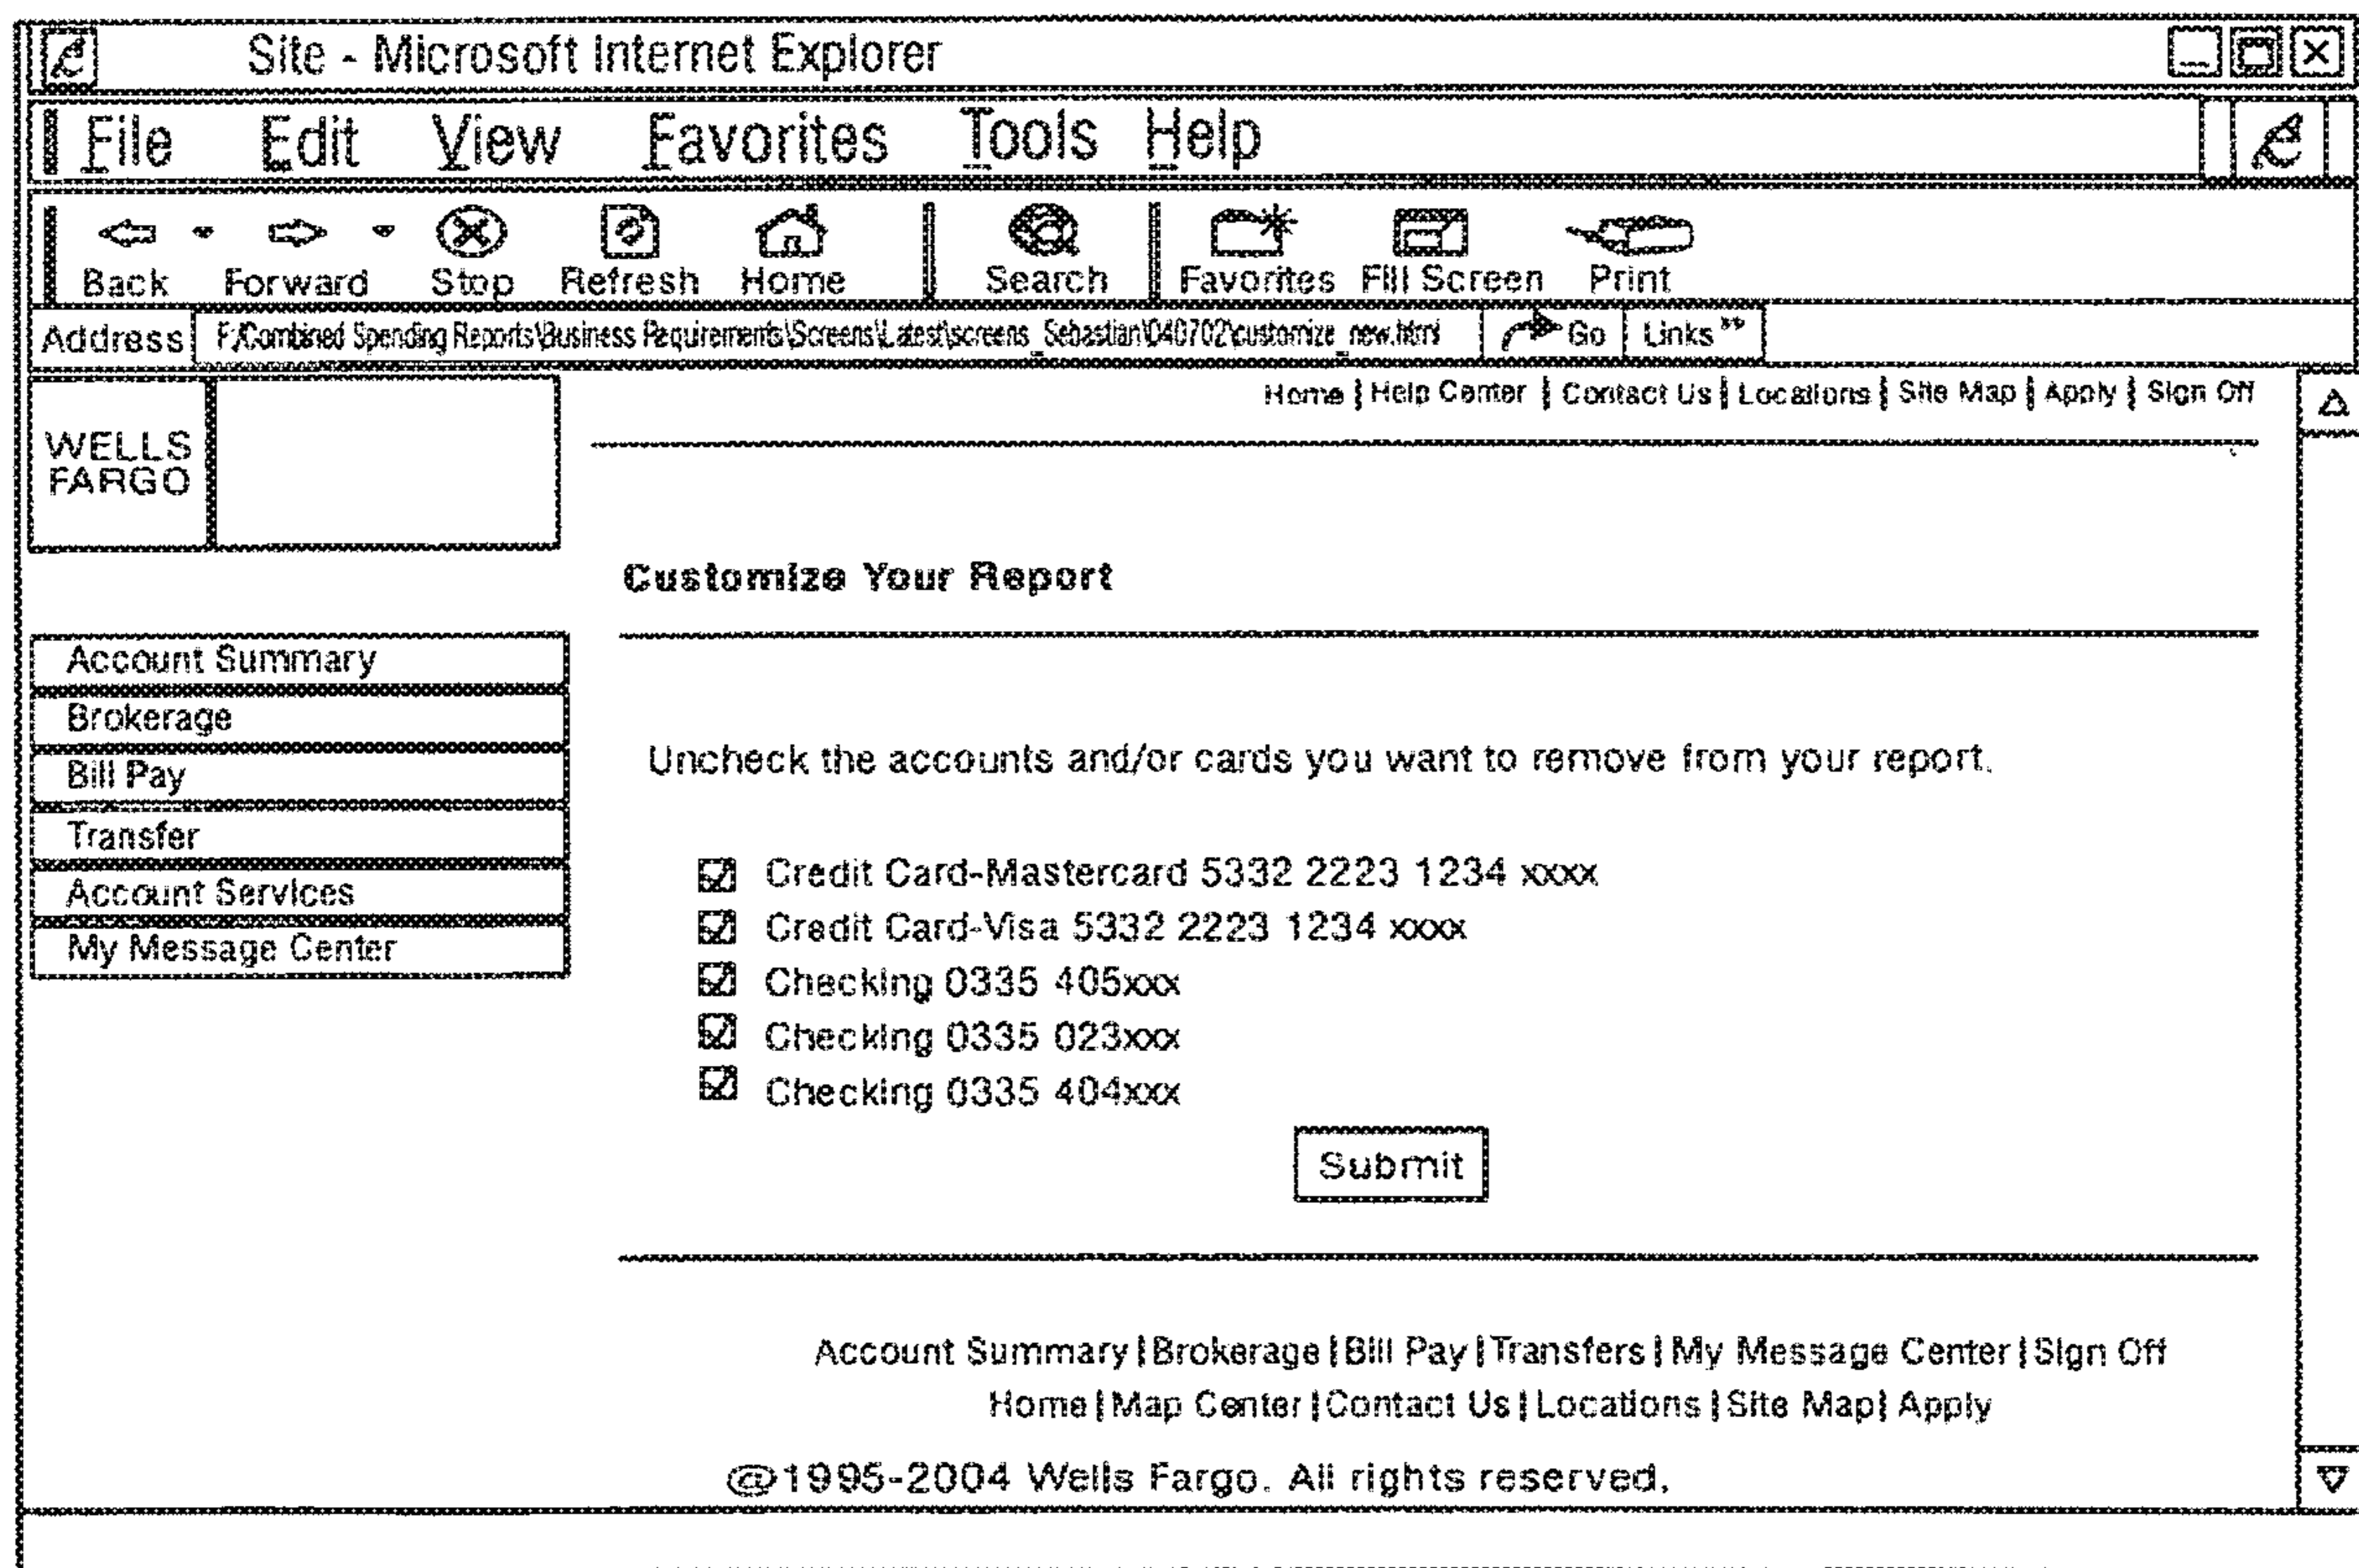 Site - Microsoft Internet Explorer
File Edit View Favorites Tools Help
Back Forward Stop Refresh Home Search Favorites Fill Screen Print
Address F:/Combined Spending Reports\Business Requirements\Screens\Latest\screens_Sebastian\040702\customize_new.html Go Links
Home | Help Center | Contact Us | Locations | Site Map | Apply | Sign Off
WELLS
FARGO
Customize Your Report
Account Summary
Brokerage
Bill Pay
Transfer
Account Services
My Message Center
Uncheck the accounts and/or cards you want to remove from your report.
Credit Card-Mastercard 5332 2223 1234 xxxx
Credit Card-Visa 5332 2223 1234 xxxx
Checking 0335 405xxx
Checking 0335 023xxx
Checking 0335 404xxx
Submit
Account Summary | Brokerage | Bill Pay | Transfers | My Message Center | Sign Off
Home | Map Center | Contact Us | Locations | Site Map | Apply
@1995-2004 Wells Fargo. All rights reserved.